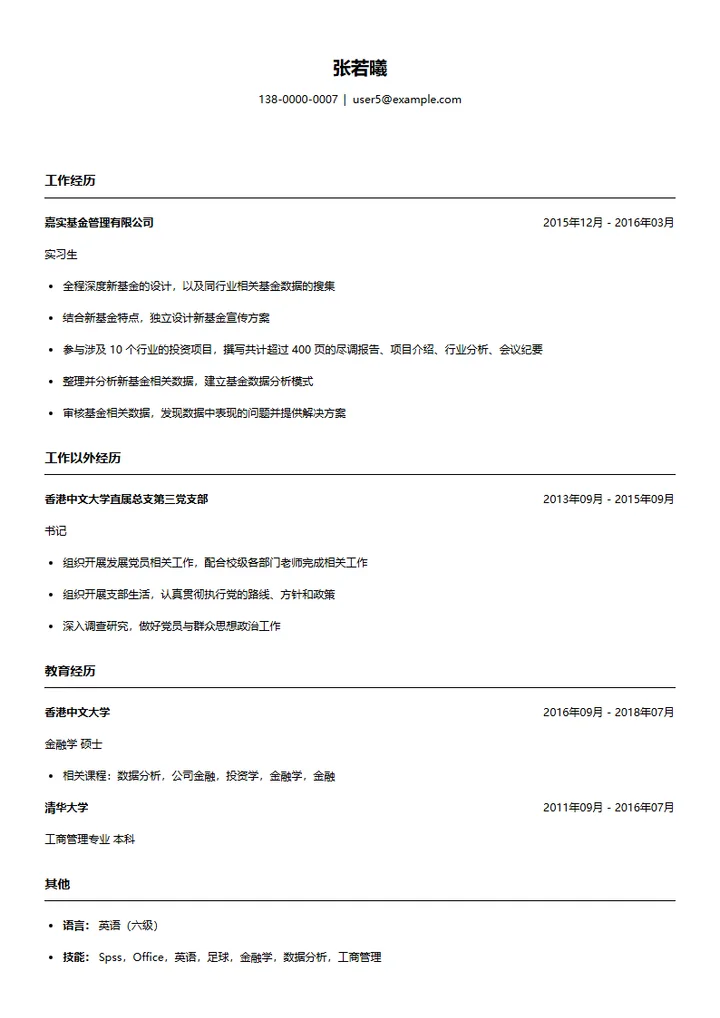 张若曦
138-0000-0007 | user5@example.com
工作经历
嘉实基金管理有限公司 2015年12月 - 2016年03月
实习生
• 全程深度新基金的设计，以及同行业相关基金数据的搜集
• 结合新基金特点，独立设计新基金宣传方案
• 参与涉及 10 个行业的投资项目，撰写共计超过 400 页的尽调报告、项目介绍、行业分析、会议纪要
• 整理并分析新基金相关数据，建立基金数据分析模式
• 审核基金相关数据，发现数据中表现的问题并提供解决方案
工作以外经历
香港中文大学直属总支第三党支部 2013年09月 - 2015年09月
书记
• 组织开展发展党员相关工作，配合校级各部门老师完成相关工作
• 组织开展支部生活，认真贯彻执行党的路线、方针和政策
• 深入调查研究，做好党员与群众思想政治工作
教育经历
香港中文大学 2016年09月 - 2018年07月
金融学 硕士
• 相关课程：数据分析，公司金融，投资学，金融学，金融
清华大学 2011年09月 - 2016年07月
工商管理专业 本科
其他
• 语言： 英语（六级）
• 技能： Spss，Office，英语，足球，金融学，数据分析，工商管理